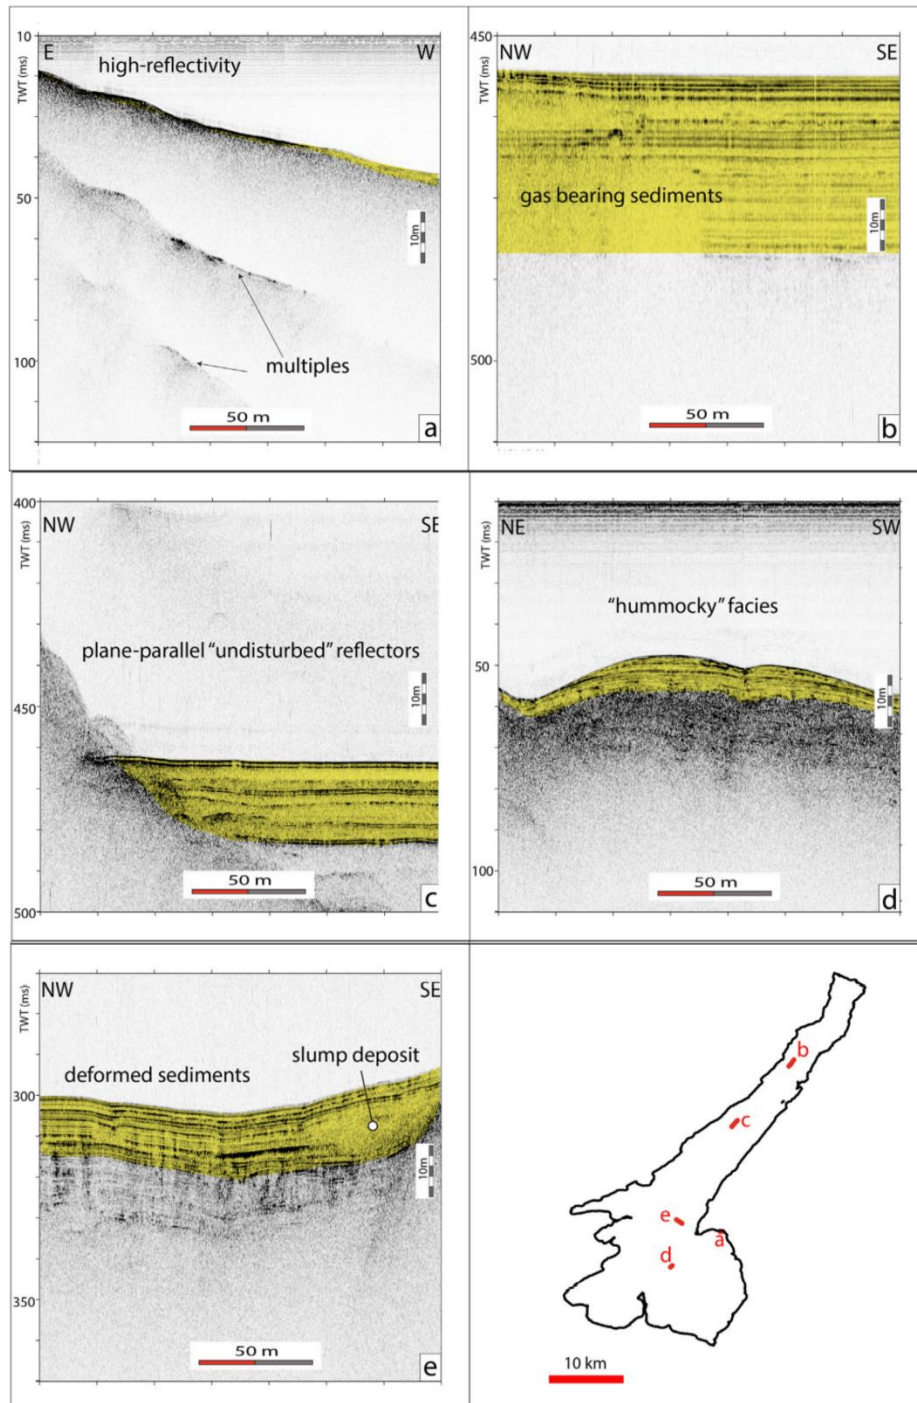 10
E
W
TWT (ms)
high-reflectivity
50
10m
multiples
100
50 m
a
450
NW
SE
TWT (ms)
gas bearing sediments
10m
500
50 m
b
400
NW
SE
TWT (ms)
plane-parallel “undisturbed” reflectors
10m
450
50 m
500
c
NE
SW
TWT (ms)
“hummocky” facies
50
10m
100
50 m
d
NW
SE
TWT (ms)
slump deposit
deformed sediments
300
10m
350
50 m
e
b
c
e
a
d
10 km